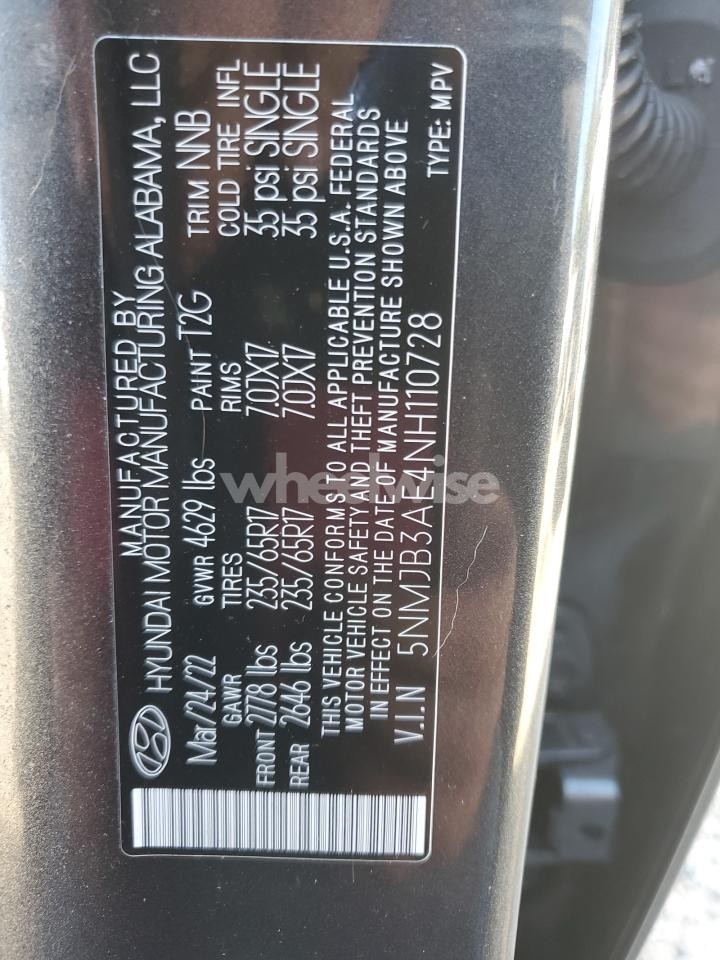 MANUFACTURED BY
HYUNDAI MOTOR MANUFACTURING ALABAMA, LLC
Mar/24/22 GVWR 4629 lbs PAINT T2G TRIM NNB
GAWR TIRES RIMS COLD TIRE INFL
FRONT 2778 lbs 235/65R17 7.0JX17 35 psi SINGLE
REAR 2646 lbs 235/65R17 7.0JX17 35 psi SINGLE
THIS VEHICLE CONFORMS TO ALL APPLICABLE U.S.A. FEDERAL
MOTOR VEHICLE SAFETY AND THEFT PREVENTION STANDARDS
IN EFFECT ON THE DATE OF MANUFACTURE SHOWN ABOVE
V.I.N 5NMJB3AE4NH110728 TYPE: MPV
wheelwise